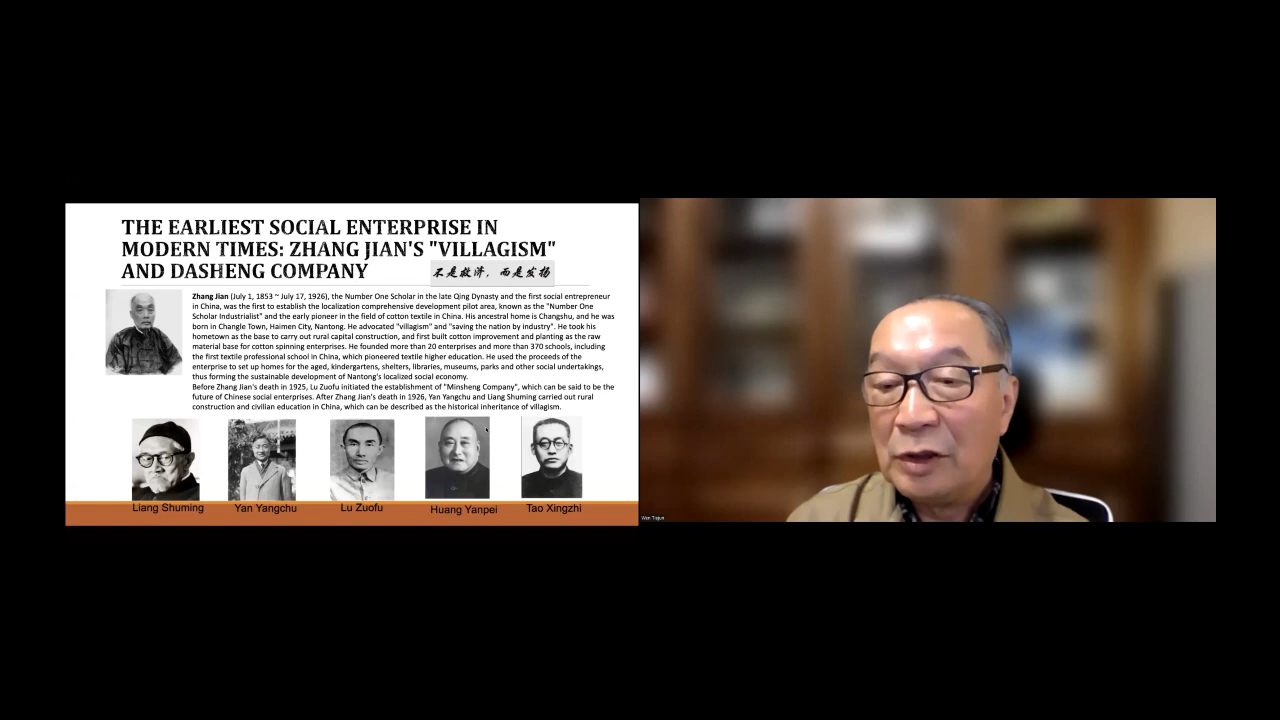 THE EARLIEST SOCIAL ENTERPRISE IN
MODERN TIMES: ZHANG JIAN'S "VILLAGISM"
AND DASHENG COMPANY
不是救济，而是发扬
Zhang Jian (July 1, 1853 ~ July 17, 1926), the Number One Scholar in the late Qing Dynasty and the first social entrepreneur
in China, was the first to establish the localization comprehensive development pilot area, known as the "Number One
Scholar Industrialist" and the early pioneer in the field of cotton textile in China. His ancestral home is Changshu, and he was
born in Changle Town, Haimen City, Nantong. He advocated "villagism" and "saving the nation by industry". He took his
hometown as the base to carry out rural capital construction, and first built cotton improvement and planting as the raw
material base for cotton spinning enterprises. He founded more than 20 enterprises and more than 370 schools, including
the first textile professional school in China, which pioneered textile higher education. He used the proceeds of the
enterprise to set up homes for the aged, kindergartens, shelters, libraries, museums, parks and other social undertakings,
thus forming the sustainable development of Nantong's localized social economy.
Before Zhang Jian's death in 1925, Lu Zuofu initiated the establishment of "Minsheng Company", which can be said to be the
future of Chinese social enterprises. After Zhang Jian's death in 1926, Yan Yangchu and Liang Shuming carried out rural
construction and civilian education in China, which can be described as the historical inheritance of villagism.
Liang Shuming
Yan Yangchu
Lu Zuofu
Huang Yanpei
Tao Xingzhi
Wen Tiejun